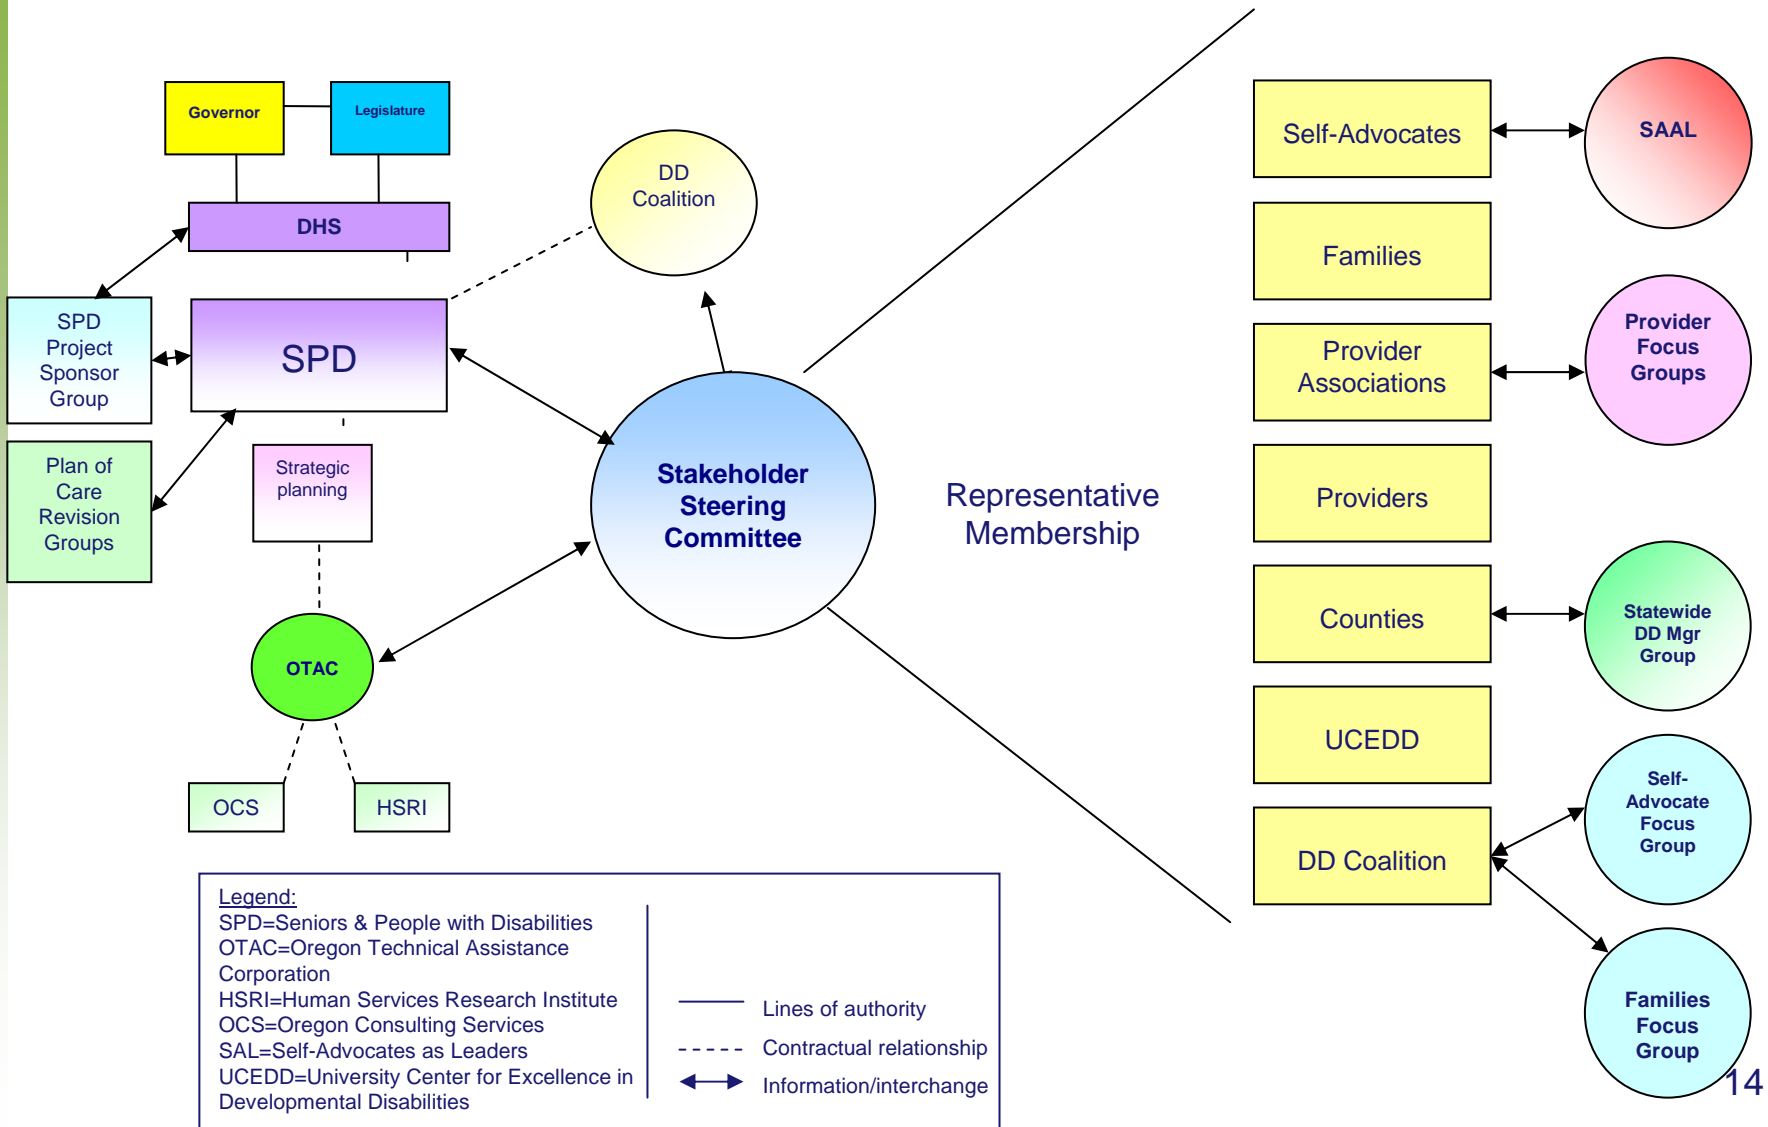 Governor
Legislature
DHS
SPD
Project
Sponsor
Group
SPD
Plan of
Care
Revision
Groups
Strategic
planning
OTAC
OCS
HSRI
DD
Coalition
Stakeholder
Steering
Committee
Representative
Membership
Self-Advocates
Families
Provider
Associations
Providers
Counties
UCEDD
DD Coalition
SAAL
Provider
Focus
Groups
Statewide
DD Mgr
Group
Self-
Advocate
Focus
Group
Families
Focus
Group
Legend:
SPD=Seniors & People with Disabilities
OTAC=Oregon Technical Assistance
Corporation
HSRI=Human Services Research Institute
OCS=Oregon Consulting Services
SAL=Self-Advocates as Leaders
UCEDD=University Center for Excellence in
Developmental Disabilities
Lines of authority
Contractual relationship
Information/interchange
14